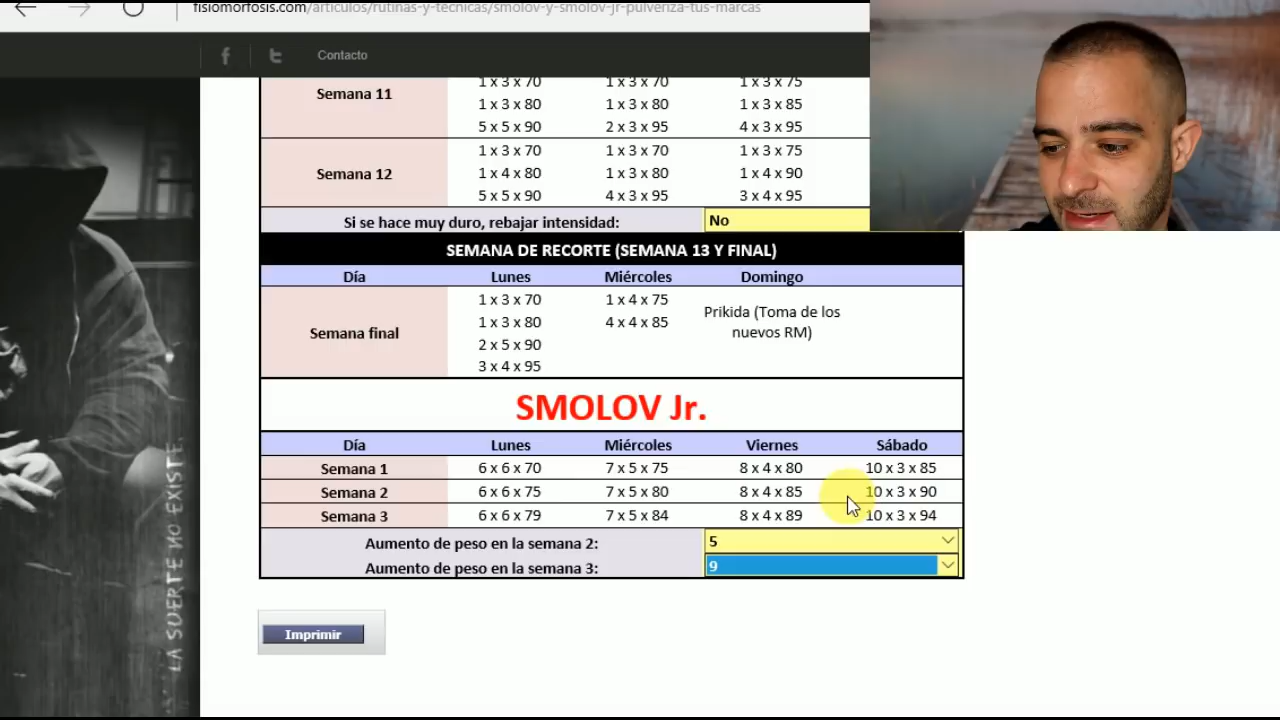 fisiomorfosis.com/articulos/rutinas-y-tecnicas/smolov-y-smolov-jr-pulveriza-tus-marcas
Contacto
Semana 11
1 x 3 x 70 1 x 3 x 70 1 x 3 x 75
1 x 3 x 80 1 x 3 x 80 1 x 3 x 85
5 x 5 x 90 2 x 3 x 95 4 x 3 x 95
Semana 12
1 x 3 x 70 1 x 3 x 70 1 x 3 x 75
1 x 4 x 80 1 x 3 x 80 1 x 4 x 90
5 x 5 x 90 4 x 3 x 95 3 x 4 x 95
Si se hace muy duro, rebajar intensidad: No
SEMANA DE RECORTE (SEMANA 13 Y FINAL)
Día Lunes Miércoles Domingo
Semana final
1 x 3 x 70 1 x 4 x 75 Prikida (Toma de los
1 x 3 x 80 4 x 4 x 85 nuevos RM)
2 x 5 x 90
3 x 4 x 95
SMOLOV Jr.
Día Lunes Miércoles Viernes Sábado
Semana 1 6 x 6 x 70 7 x 5 x 75 8 x 4 x 80 10 x 3 x 85
Semana 2 6 x 6 x 75 7 x 5 x 80 8 x 4 x 85 10 x 3 x 90
Semana 3 6 x 6 x 79 7 x 5 x 84 8 x 4 x 89 10 x 3 x 94
Aumento de peso en la semana 2: 5
Aumento de peso en la semana 3: 9
Imprimir
LA SUERTE NO EXISTE